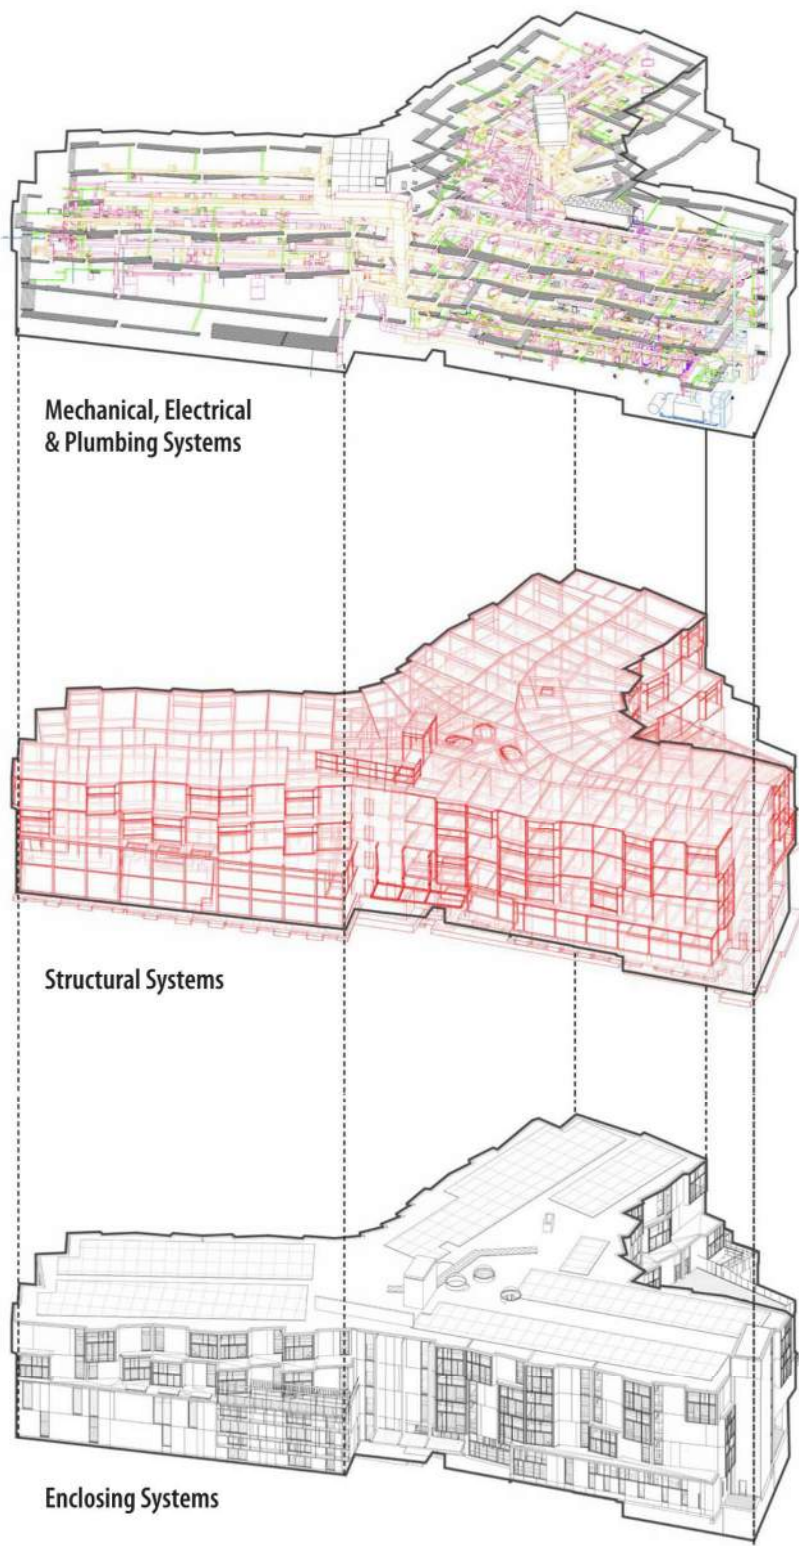 Mechanical, Electrical
& Plumbing Systems
Structural Systems
Enclosing Systems